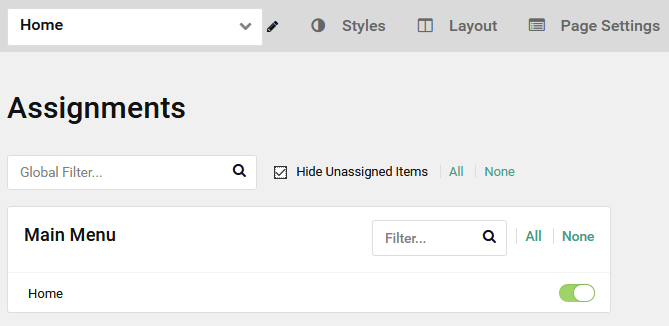 Home Styles Layout Page Settings
Assignments
Global Filter... Hide Unassigned Items All None
Main Menu Filter... All None
Home